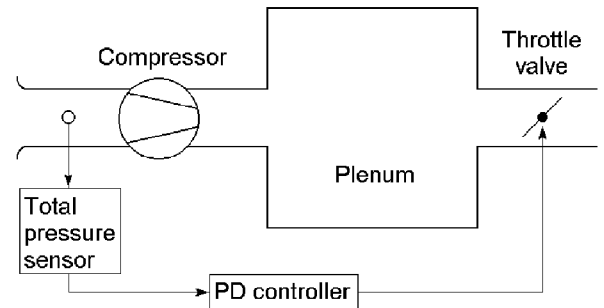 Compressor
Throttle
valve
Plenum
Total
pressure
sensor
PD controller